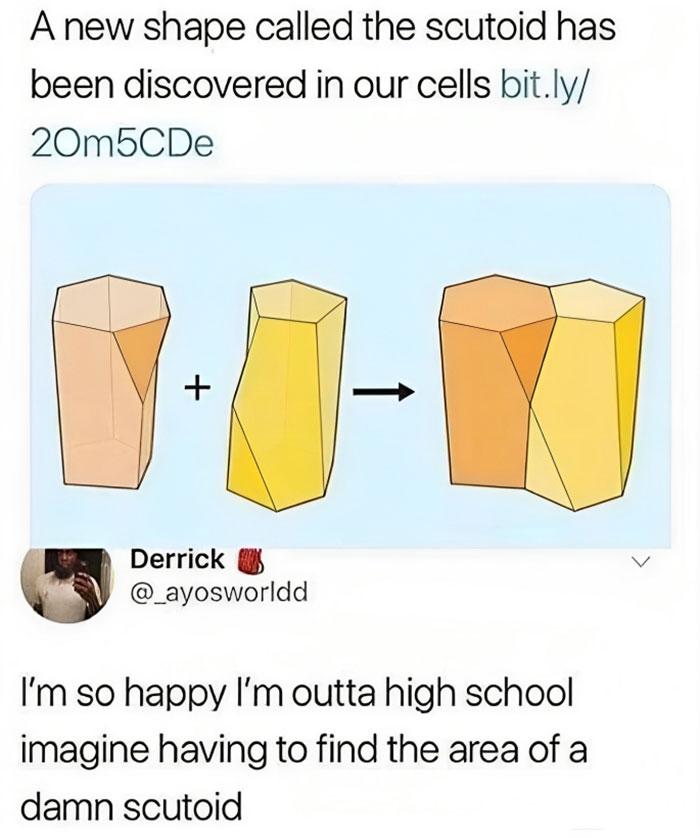 A new shape called the scutoid has
been discovered in our cells bit.ly/
2Om5CDe
+
Derrick
@_ayosworldd
I'm so happy I'm outta high school
imagine having to find the area of a
damn scutoid